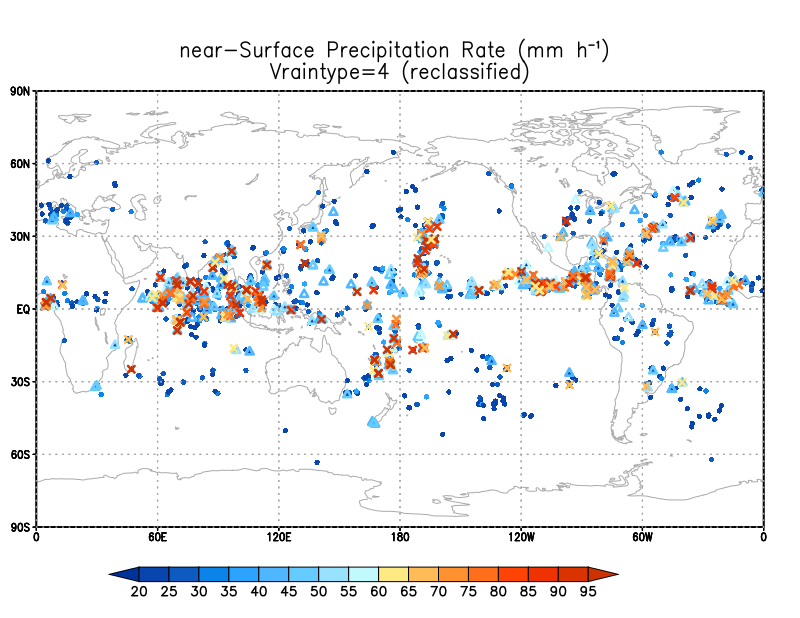 near-Surface Precipitation Rate (mm h⁻¹)
Vraintype=4 (reclassified)
90N
60N
30N
EQ
30S
60S
90S
0 60E 120E 180 120W 60W 0
20 25 30 35 40 45 50 55 60 65 70 75 80 85 90 95